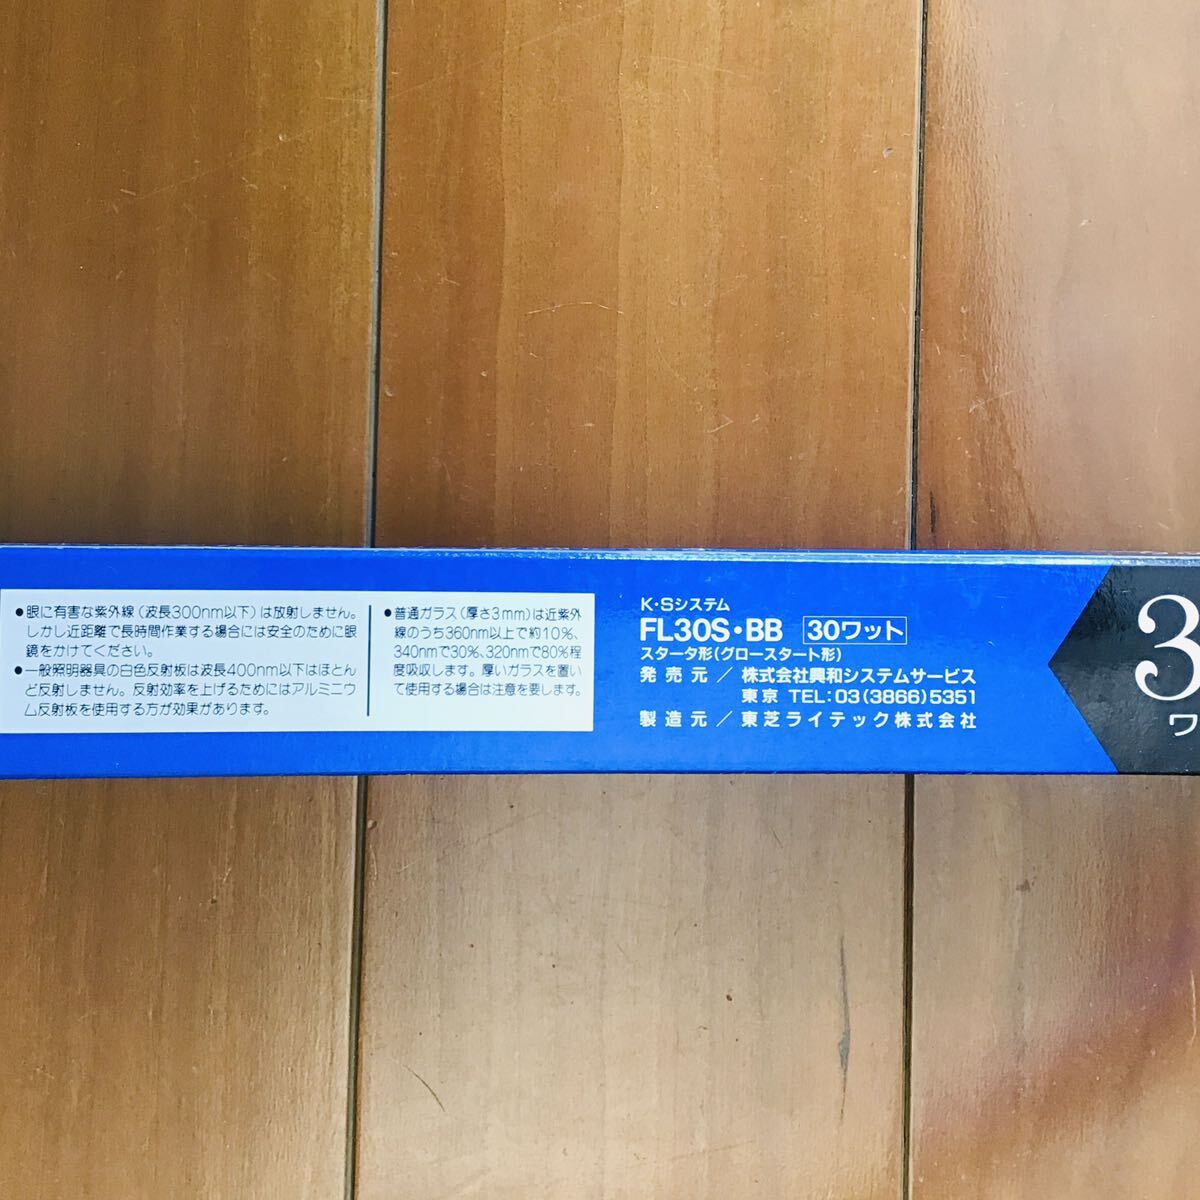 ●眼に有害な紫外線(波長300nm以下)は放射しません。
しかし近距離で長時間作業する場合には安全のために眼
鏡をかけてください。
●一般照明器具の白色反射板は波長400nm以下はほとん
ど反射しません。反射効率を上げるためにはアルミニウ
ム反射板を使用する方が効果があります。
●普通ガラス(厚さ3mm)は近紫外
線のうち360nm以上で約10%、
340nmで30%、320nmで80%程
度吸収します。厚いガラスを置い
て使用する場合は注意を要します。
K・Sシステム
FL30S・BB 30ワット
スタータ形(グロースタート形)
発売元/株式会社興和システムサービス
東京 TEL:03(3866)5351
製造元/東芝ライテック株式会社
3
ワ